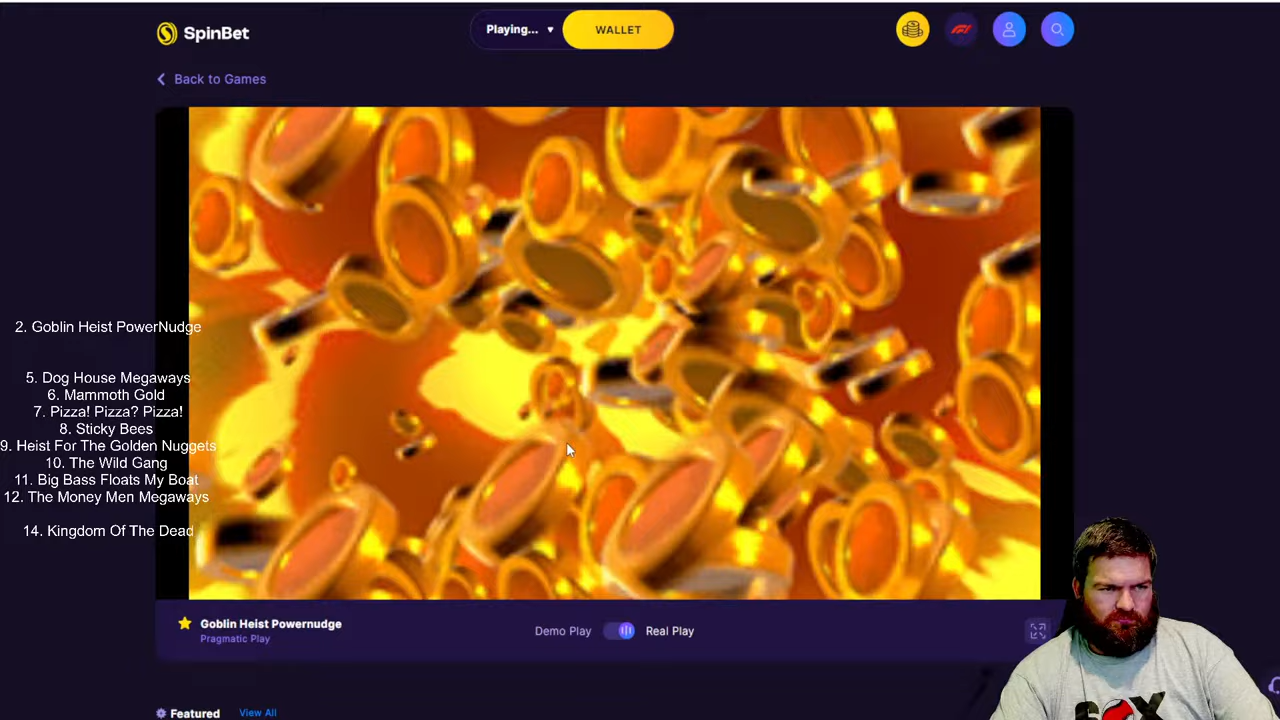 SpinBet
Playing...
WALLET
Back to Games
2. Goblin Heist PowerNudge
5. Dog House Megaways
6. Mammoth Gold
7. Pizza! Pizza? Pizza!
8. Sticky Bees
9. Heist For The Golden Nuggets
10. The Wild Gang
11. Big Bass Floats My Boat
12. The Money Men Megaways
14. Kingdom Of The Dead
Goblin Heist Powernudge
Pragmatic Play
Demo Play
Real Play
Featured
View All